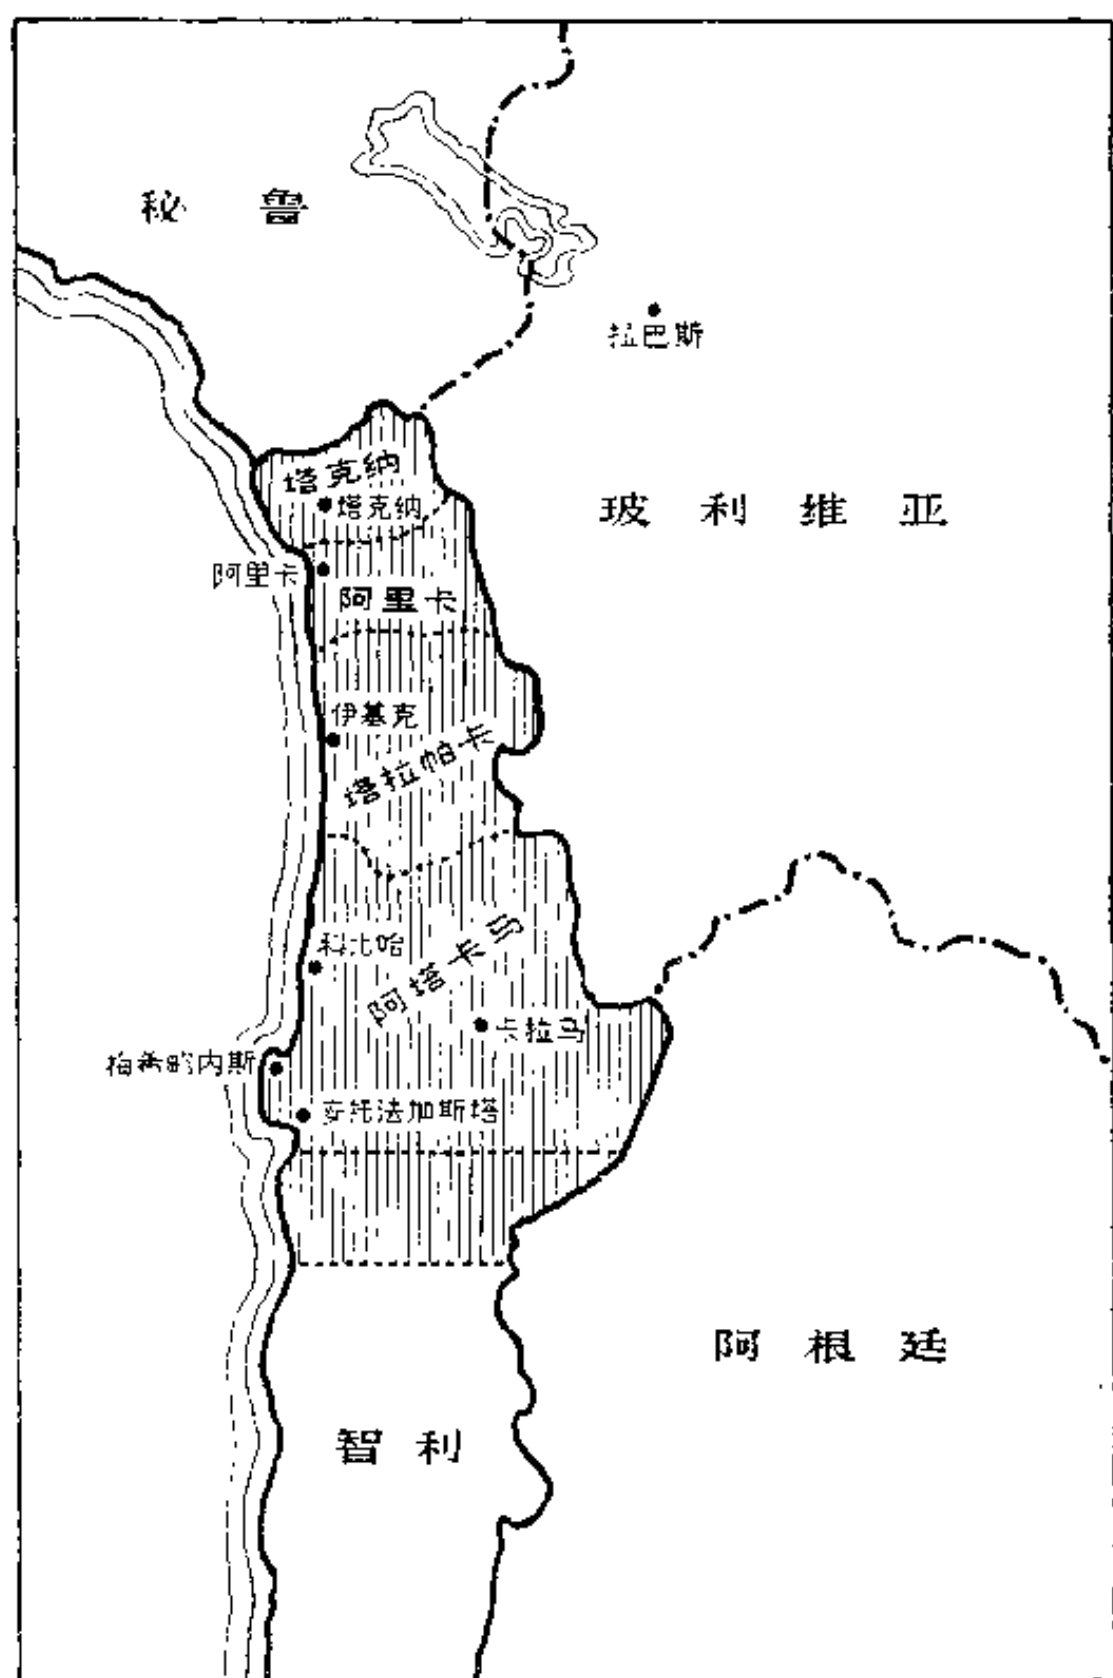 秘鲁
拉巴斯
塔克纳
塔克纳
玻利维亚
阿里卡
阿里卡
伊基克
塔拉帕卡
科比哈
阿塔卡马
卡拉马
梅希略内斯
安托法加斯塔
阿根廷
智利